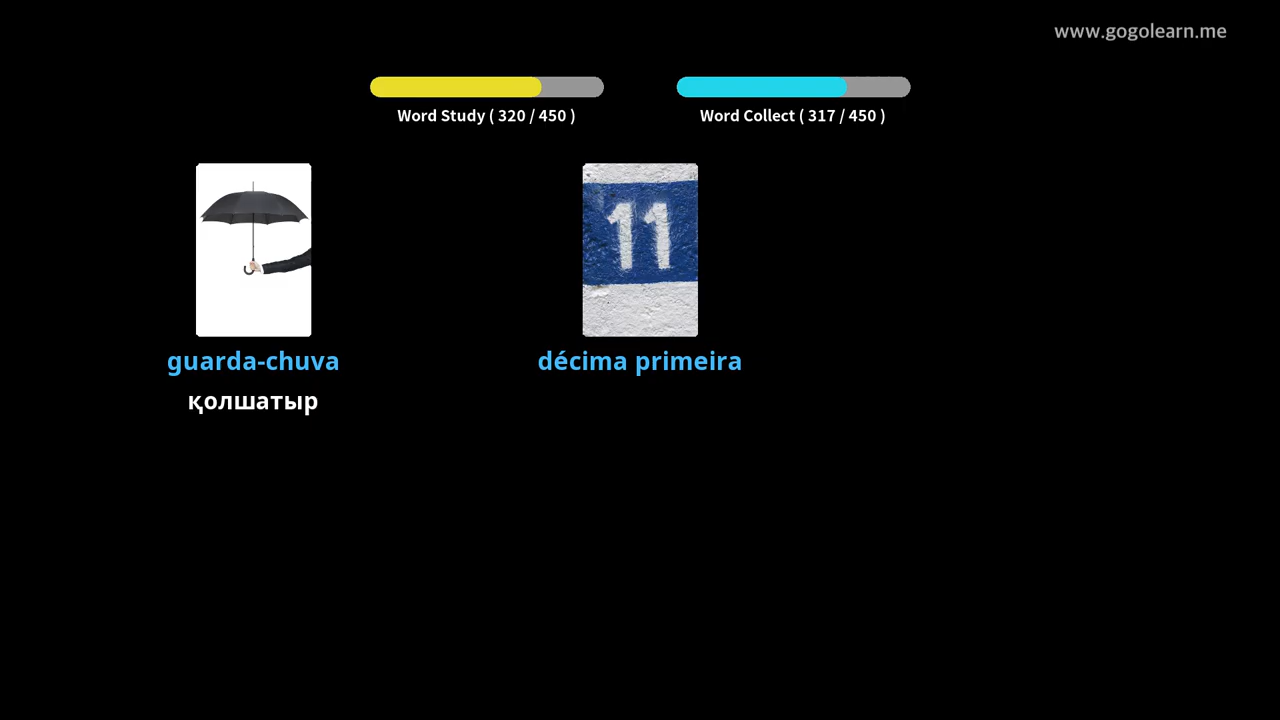 www.gogolearn.me
Word Study ( 320 / 450 )
Word Collect ( 317 / 450 )
11
guarda-chuva
décima primeira
қолшатыр